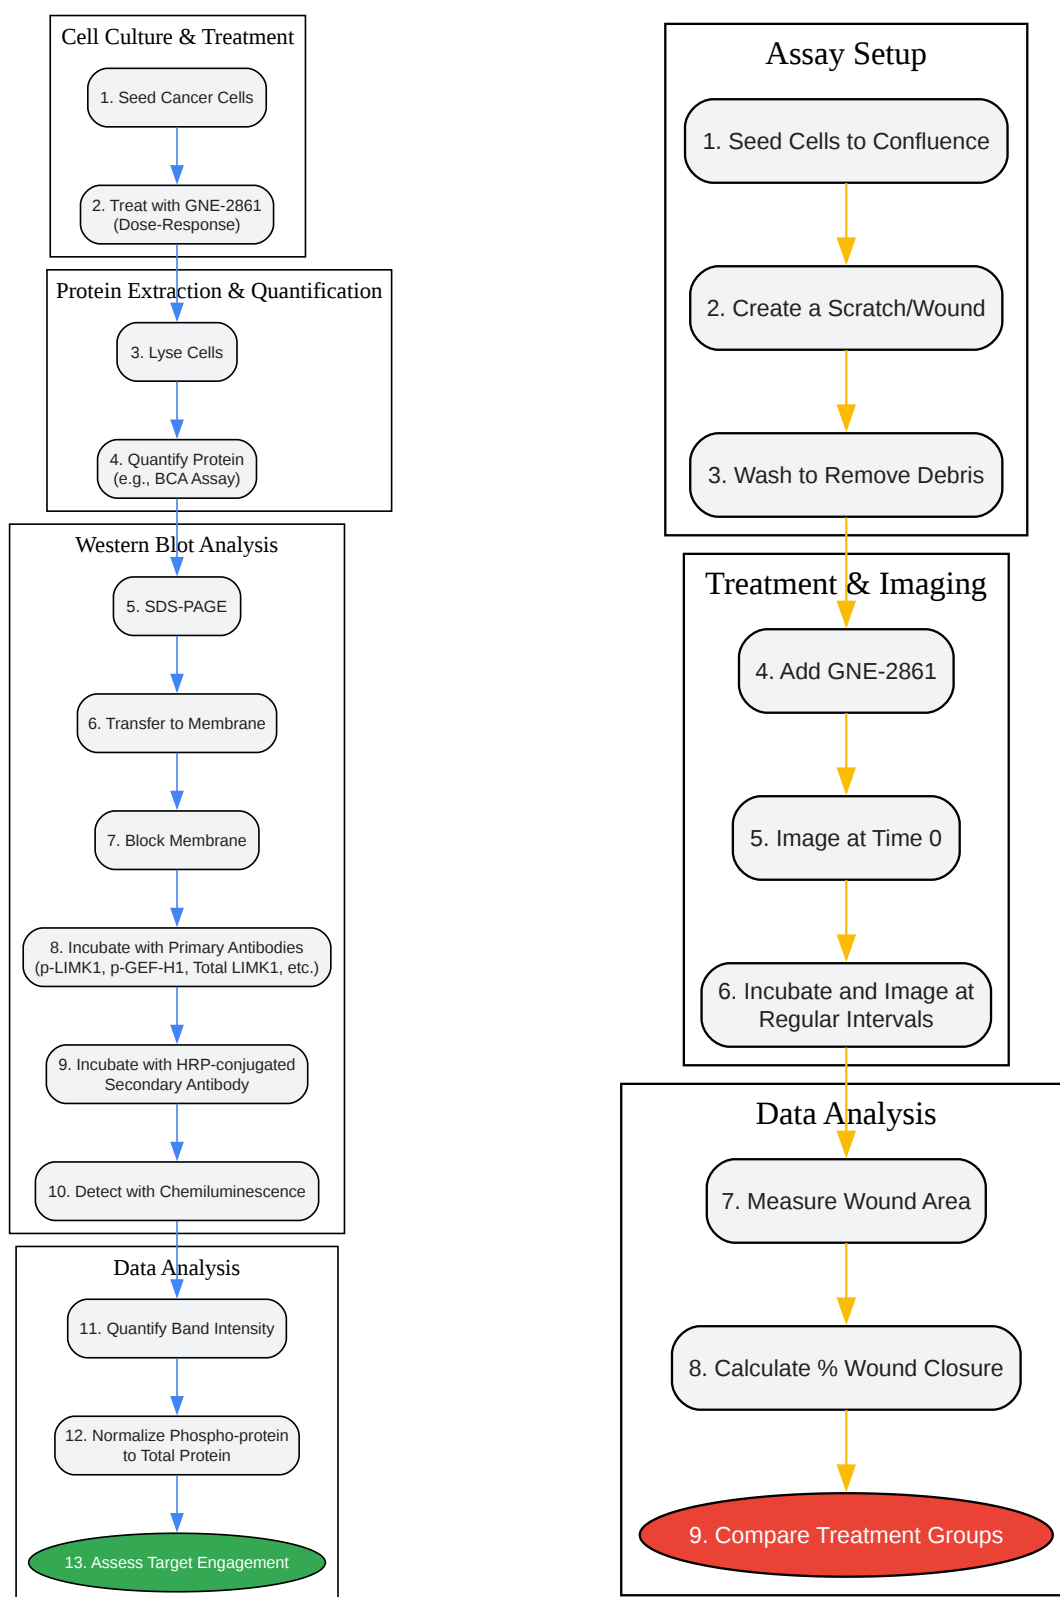 Cell Culture & Treatment
1. Seed Cancer Cells
2. Treat with GNE-2861
(Dose-Response)
Protein Extraction & Quantification
3. Lyse Cells
4. Quantify Protein
(e.g., BCA Assay)
Western Blot Analysis
5. SDS-PAGE
6. Transfer to Membrane
7. Block Membrane
8. Incubate with Primary Antibodies
(p-LIMK1, p-GEF-H1, Total LIMK1, etc.)
9. Incubate with HRP-conjugated
Secondary Antibody
10. Detect with Chemiluminescence
Data Analysis
11. Quantify Band Intensity
12. Normalize Phospho-protein
to Total Protein
13. Assess Target Engagement
Assay Setup
1. Seed Cells to Confluence
2. Create a Scratch/Wound
3. Wash to Remove Debris
Treatment & Imaging
4. Add GNE-2861
5. Image at Time 0
6. Incubate and Image at
Regular Intervals
Data Analysis
7. Measure Wound Area
8. Calculate % Wound Closure
9. Compare Treatment Groups